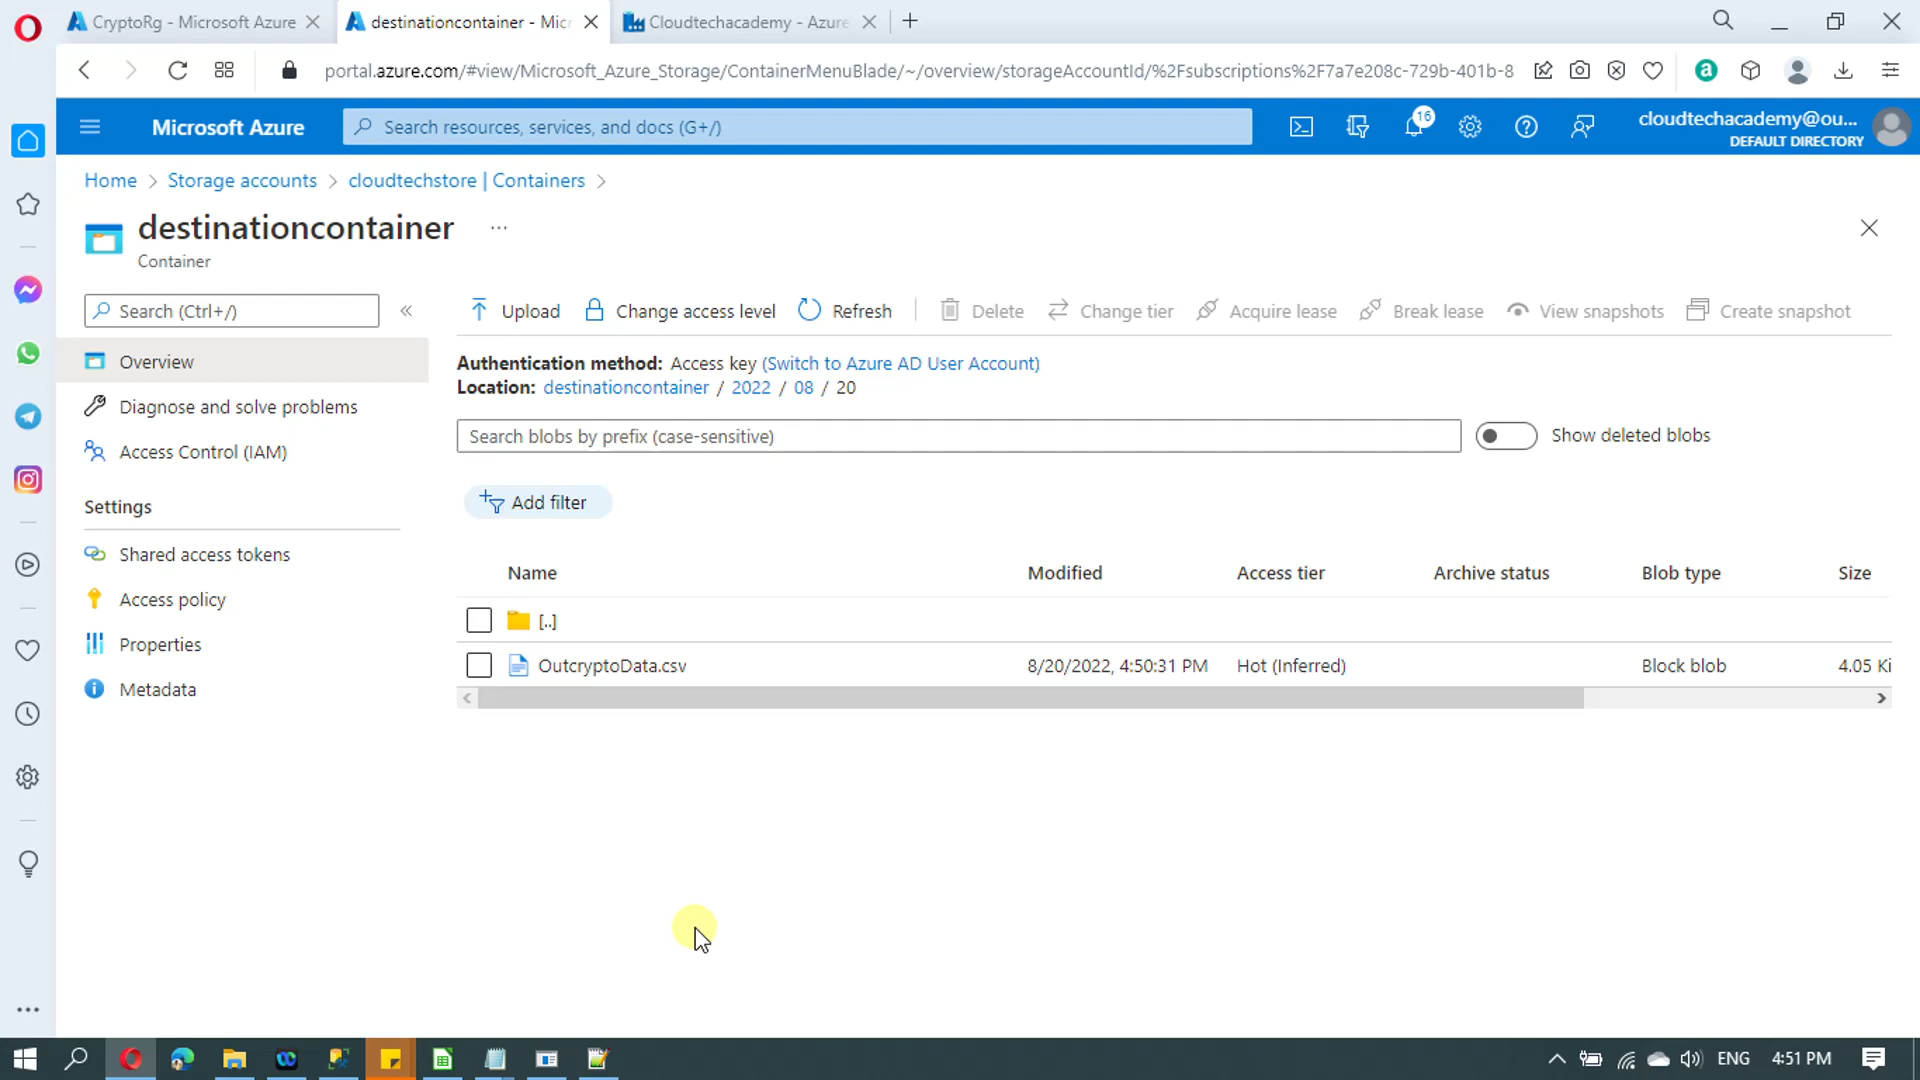 CryptoRg - Microsoft Azure
destinationcontainer - Mic
Cloudtechacademy - Azure
portal.azure.com/#view/Microsoft_Azure_Storage/ContainerMenuBlade/~/overview/storageAccountId/%2Fsubscriptions%2F7a7e208c-729b-401b-8
Microsoft Azure
Search resources, services, and docs (G+/)
16
cloudtechacademy@ou...
DEFAULT DIRECTORY
Home > Storage accounts > cloudtechstore | Containers >
destinationcontainer ...
Container
Search (Ctrl+/)
«
Overview
Diagnose and solve problems
Access Control (IAM)
Settings
Shared access tokens
Access policy
Properties
Metadata
Upload Change access level Refresh Delete Change tier Acquire lease Break lease View snapshots Create snapshot
Authentication method: Access key (Switch to Azure AD User Account)
Location: destinationcontainer / 2022 / 08 / 20
Search blobs by prefix (case-sensitive)
Show deleted blobs
Add filter
Name Modified Access tier Archive status Blob type Size
[..]
OutcryptoData.csv 8/20/2022, 4:50:31 PM Hot (Inferred) Block blob 4.05 Ki
ENG 4:51 PM